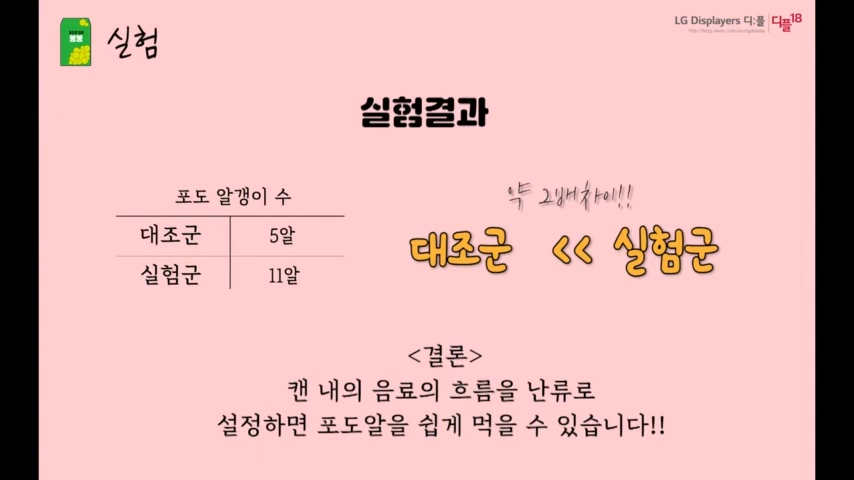 LG Displayers 디:플
디플18
봉봉
실험
실험결과
포도 알갱이 수
대조군 5알
실험군 11알
약 2배 차이!!
대조군 << 실험군
<결론>
캔 내의 음료의 흐름을 난류로
설정하면 포도알을 쉽게 먹을 수 있습니다!!